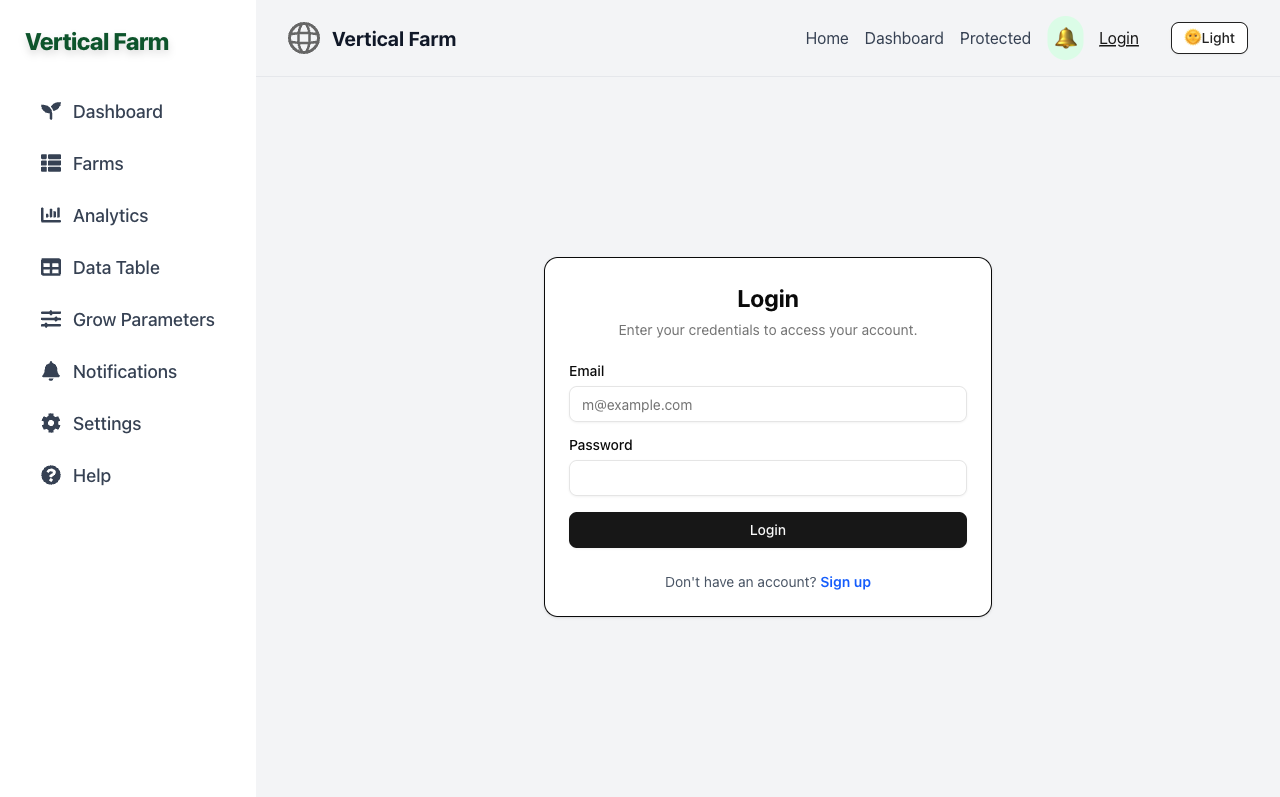 Vertical Farm
Dashboard
Farms
Analytics
Data Table
Grow Parameters
Notifications
Settings
Help
Vertical Farm
Home Dashboard Protected Login Light
Login
Enter your credentials to access your account.
Email
m@example.com
Password
Login
Don't have an account? Sign up